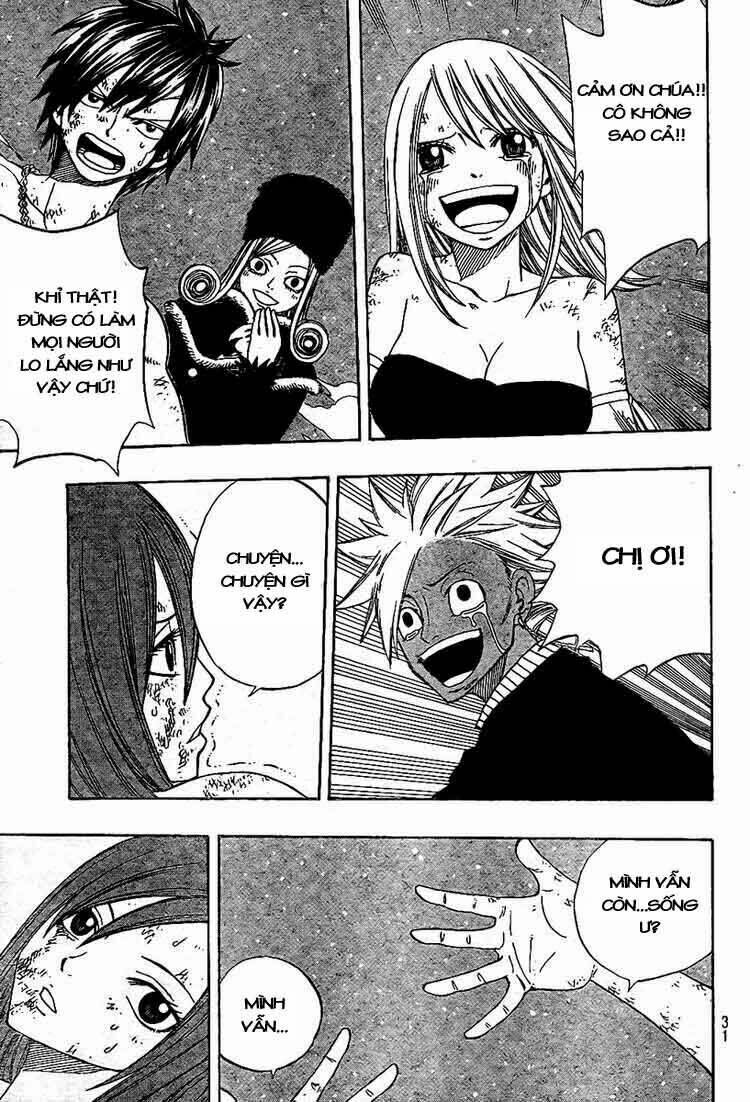 CẢM ƠN CHÚA!!
CÔ KHÔNG
SAO CẢ!!
KHỈ THẬT!
ĐỪNG CÓ LÀM
MỌI NGƯỜI
LO LẮNG NHƯ
VẬY CHỨ!
CHỊ ƠI!
CHUYỆN...
CHUYỆN GÌ
VẬY?
MÌNH VẪN
CÒN...SỐNG
Ư?
MÌNH
VẪN...
31